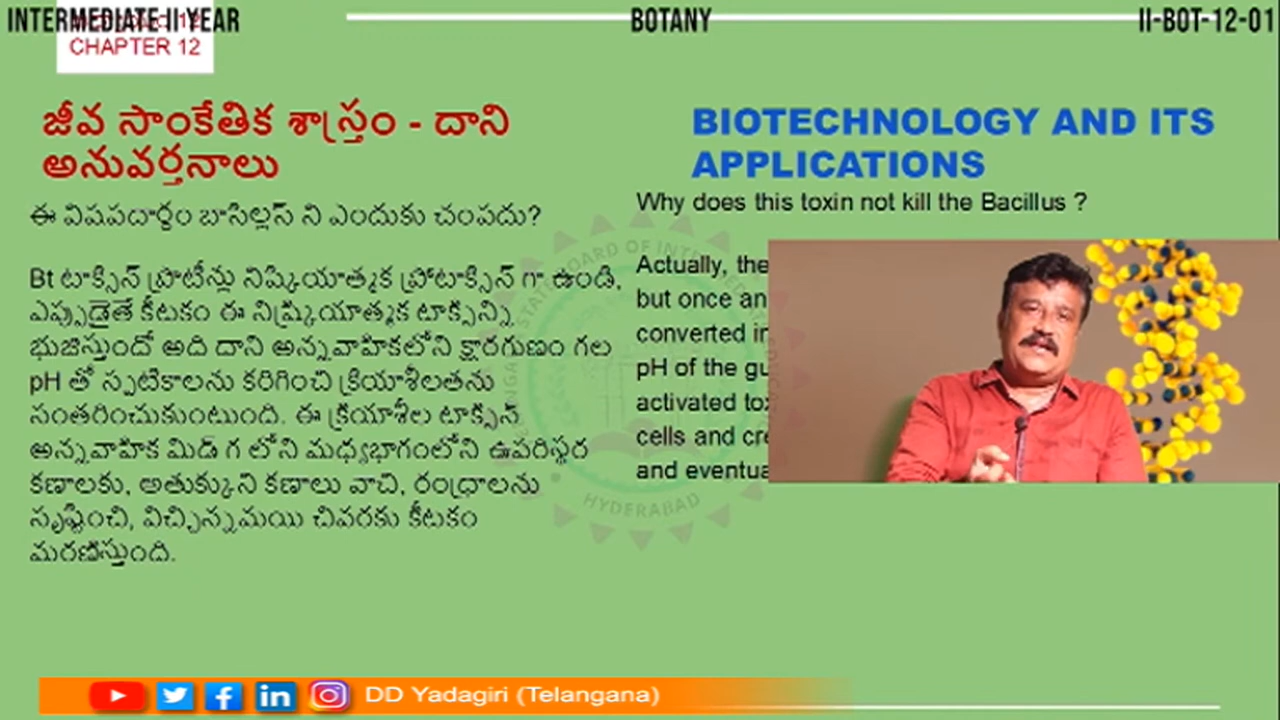 INTERMEDIATE II YEAR
BOTANY
II-BOT-12-01
CHAPTER 12
జీవ సాంకేతిక శాస్త్రం - దాని
అనువర్తనాలు
ఈ విషపదార్థం బాసిల్లస్ ని ఎందుకు చంపదు?
Bt టాక్సిన్ ప్రొటీన్లు నిష్క్రియాత్మక ప్రోటాక్సిన్ గా ఉండి,
ఎప్పుడైతే కీటకం ఈ నిష్క్రియాత్మక టాక్సిన్ని
భుజిస్తుందో అది దాని అన్నవాహికలోని క్షారగుణం గల
pH తో స్పటికాలను కరిగించి క్రియాశీలతను
సంతరించుకుంటుంది. ఈ క్రియాశీల టాక్సిన్
అన్నవాహిక మిడ్ గ లోని మధ్యభాగంలోని ఉపరిస్థర
కణాలకు, అతుక్కుని కణాలు వాచి, రంధ్రాలను
సృష్టించి, విచ్ఛిన్నమయి చివరకు కీటకం
మరణిస్తుంది.
BIOTECHNOLOGY AND ITS
APPLICATIONS
Why does this toxin not kill the Bacillus ?
Actually, the
but once an
converted in
pH of the gu
activated tox
cells and cre
and eventua
HYDERABAD
DD Yadagiri (Telangana)